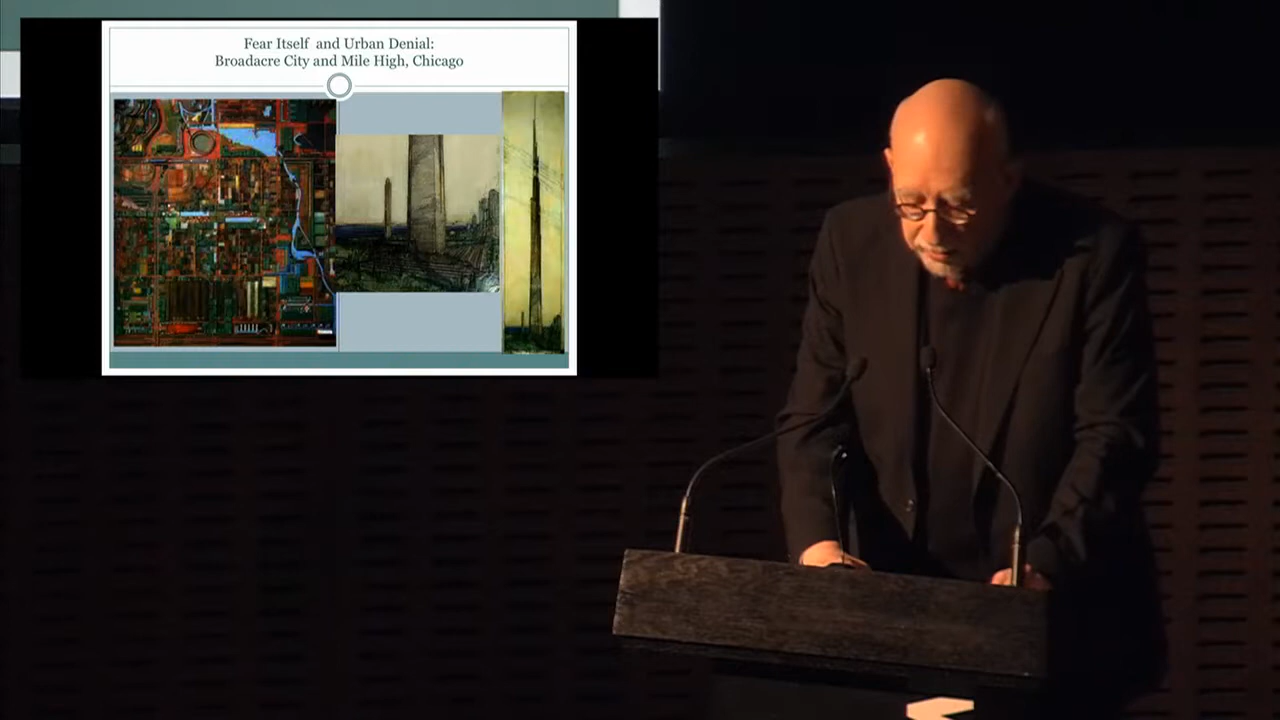 Fear Itself and Urban Denial:
Broadacre City and Mile High, Chicago